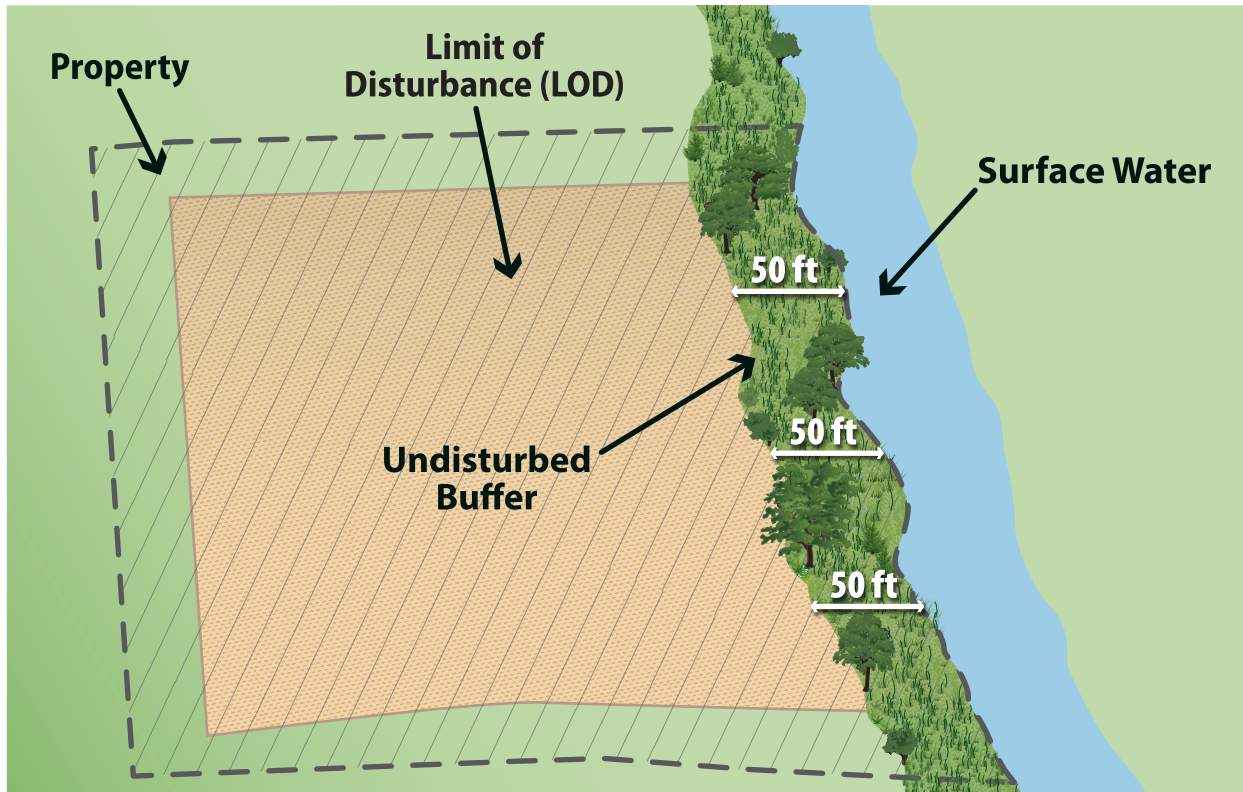 Property
Limit of
Disturbance (LOD)
Surface Water
50 ft
50 ft
Undisturbed
Buffer
50 ft